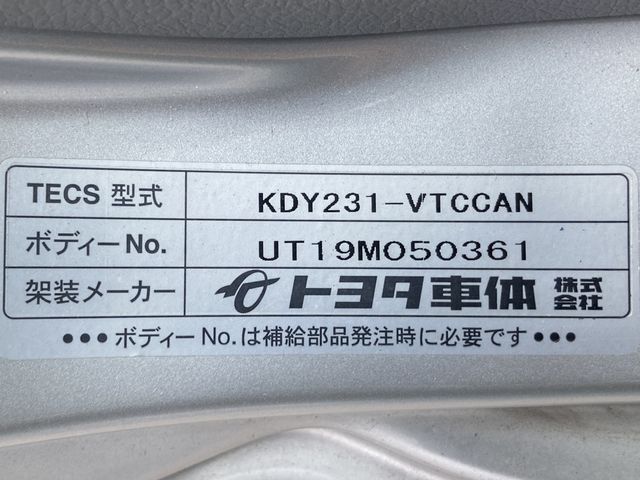 TECS 型式 KDY231-VTCCAN
ボディーNo. UT19M050361
架装メーカー トヨタ車体 株式会社
•••ボディーNo.は補給部品発注時に必要です•••